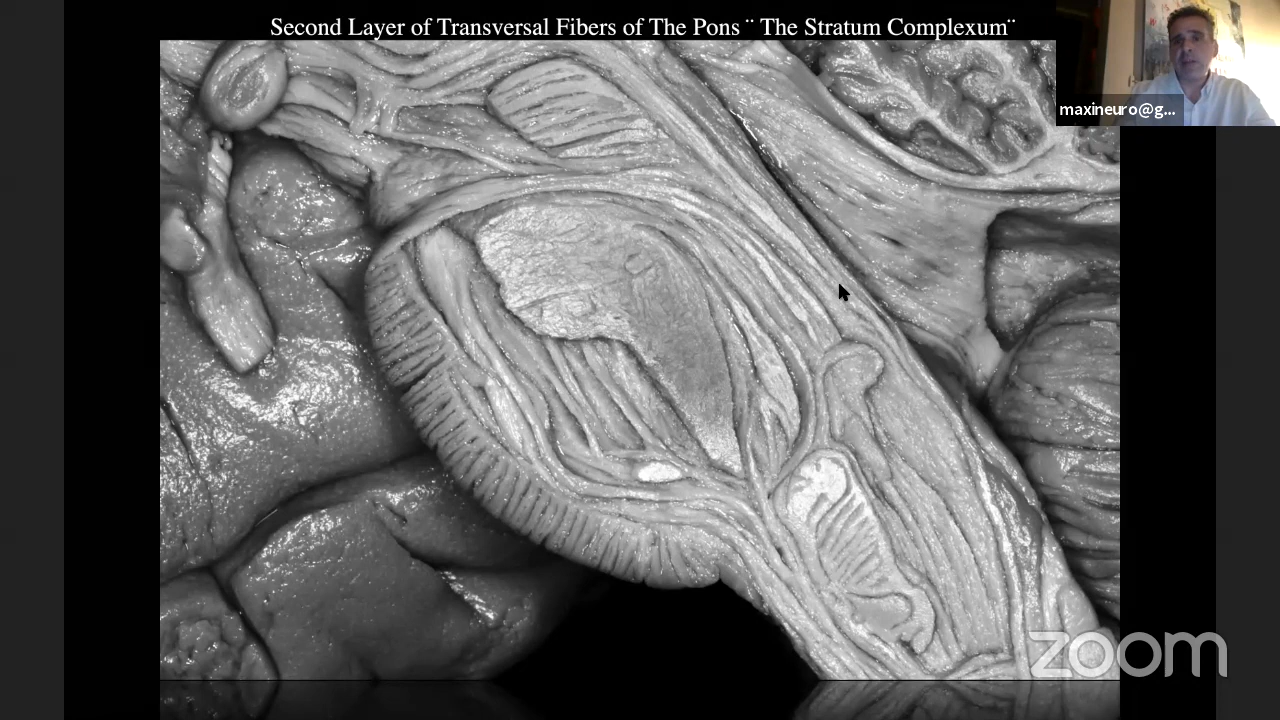 Second Layer of Transversal Fibers of The Pons ¨ The Stratum Complexum¨
maxineuro@g...
zoom